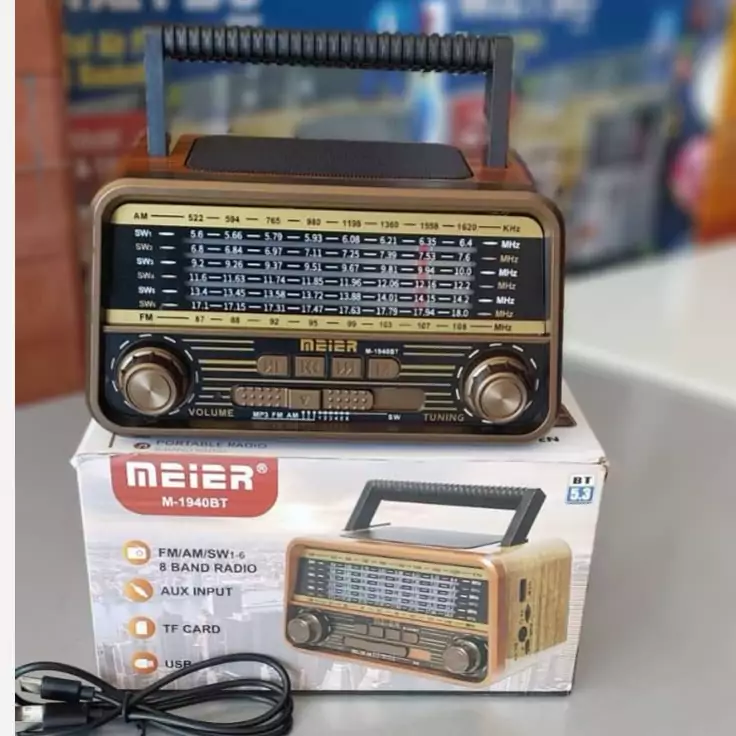 AM 522 594 765 980 1198 1380 1558 1620 KHz
SW1 5.6 5.66 5.79 5.93 6.08 6.21 6.35 6.4 MHz
SW2 6.8 6.84 6.97 7.11 7.25 7.39 7.53 7.6 MHz
SW3 9.2 9.26 9.37 9.51 9.67 9.81 9.94 10.0 MHz
SW4 11.6 11.63 11.74 11.85 11.96 12.06 12.16 12.2 MHz
SW5 13.4 13.45 13.58 13.72 13.88 14.01 14.15 14.2 MHz
SW6 17.1 17.15 17.31 17.47 17.63 17.79 17.94 18.0 MHz
FM 87 88 92 95 99 103 107 108 MHz
MEIER
M-1940BT
VOLUME MP3 FM AM SW TUNING
PORTABLE RADIO
EN
MEIER®
M-1940BT
BT
5.3
FM/AM/SW1-6
8 BAND RADIO
AUX INPUT
TF CARD
USB